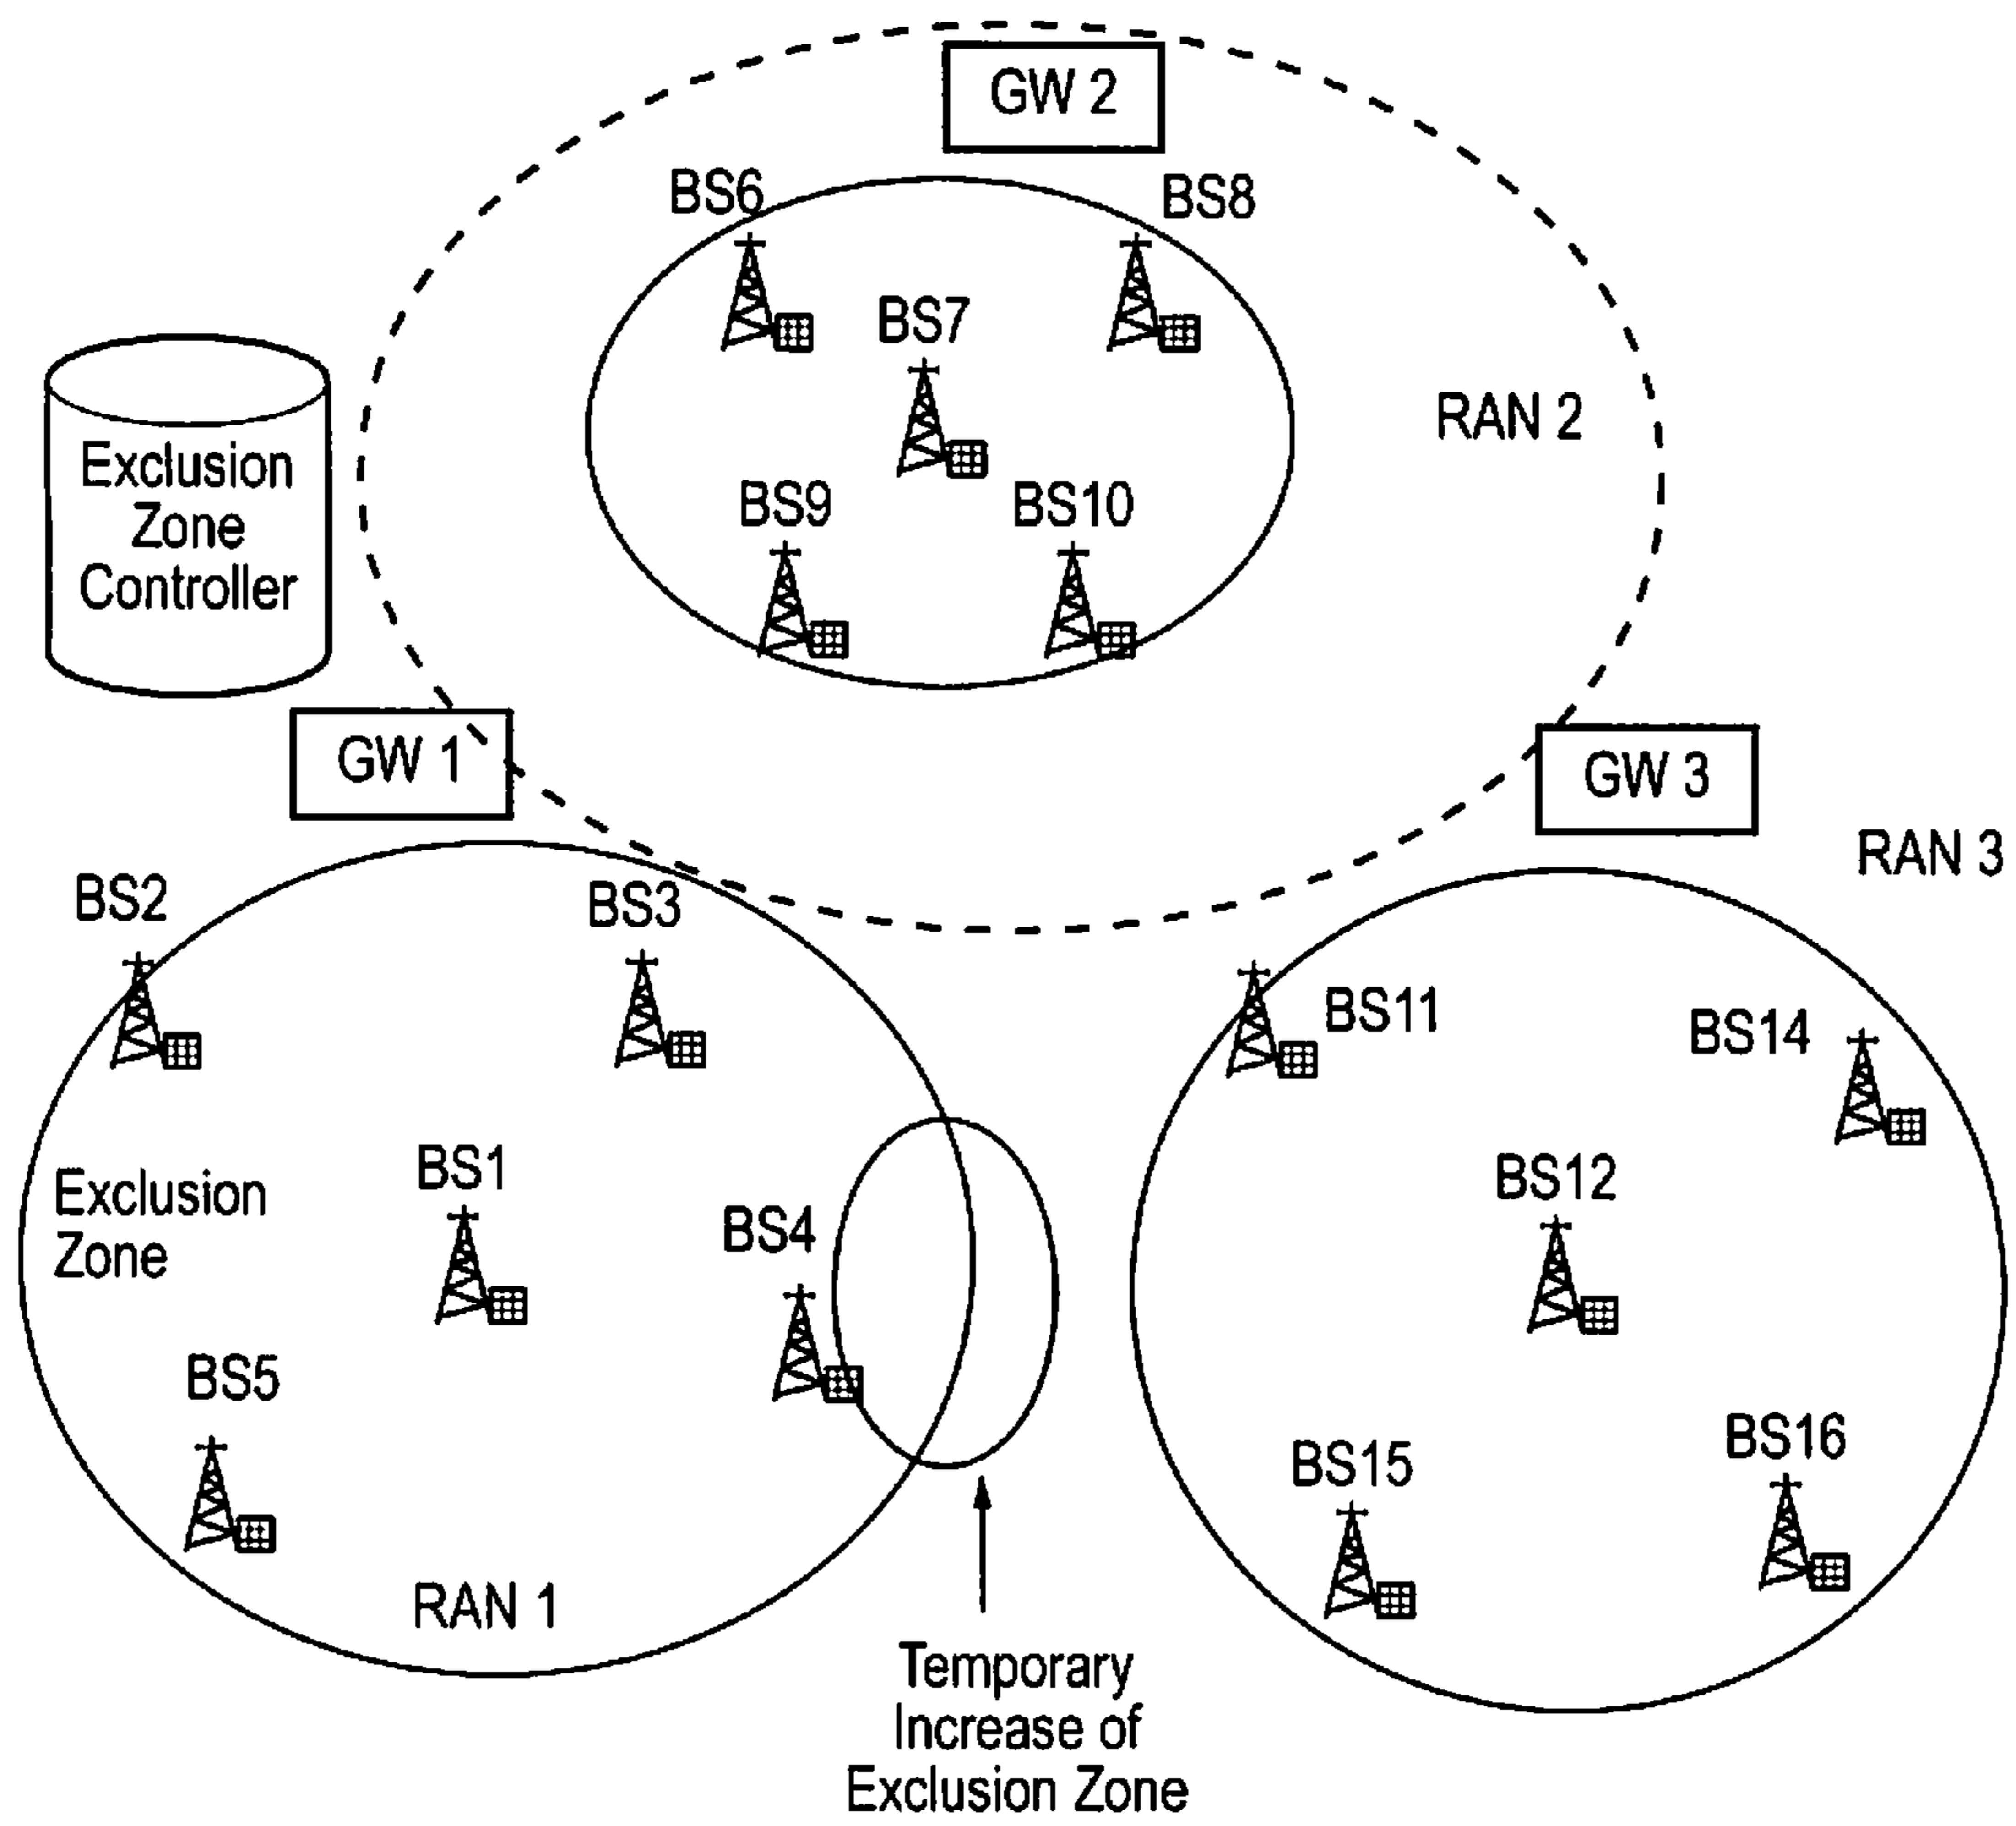 GW 2
BS6
BS8
BS7
RAN 2
Exclusion
Zone
Controller
BS9
BS10
GW 1
GW 3
RAN 3
BS2
BS3
BS11
BS14
BS1
BS12
Exclusion
Zone
BS4
BS5
BS15
BS16
RAN 1
Temporary
Increase of
Exclusion Zone